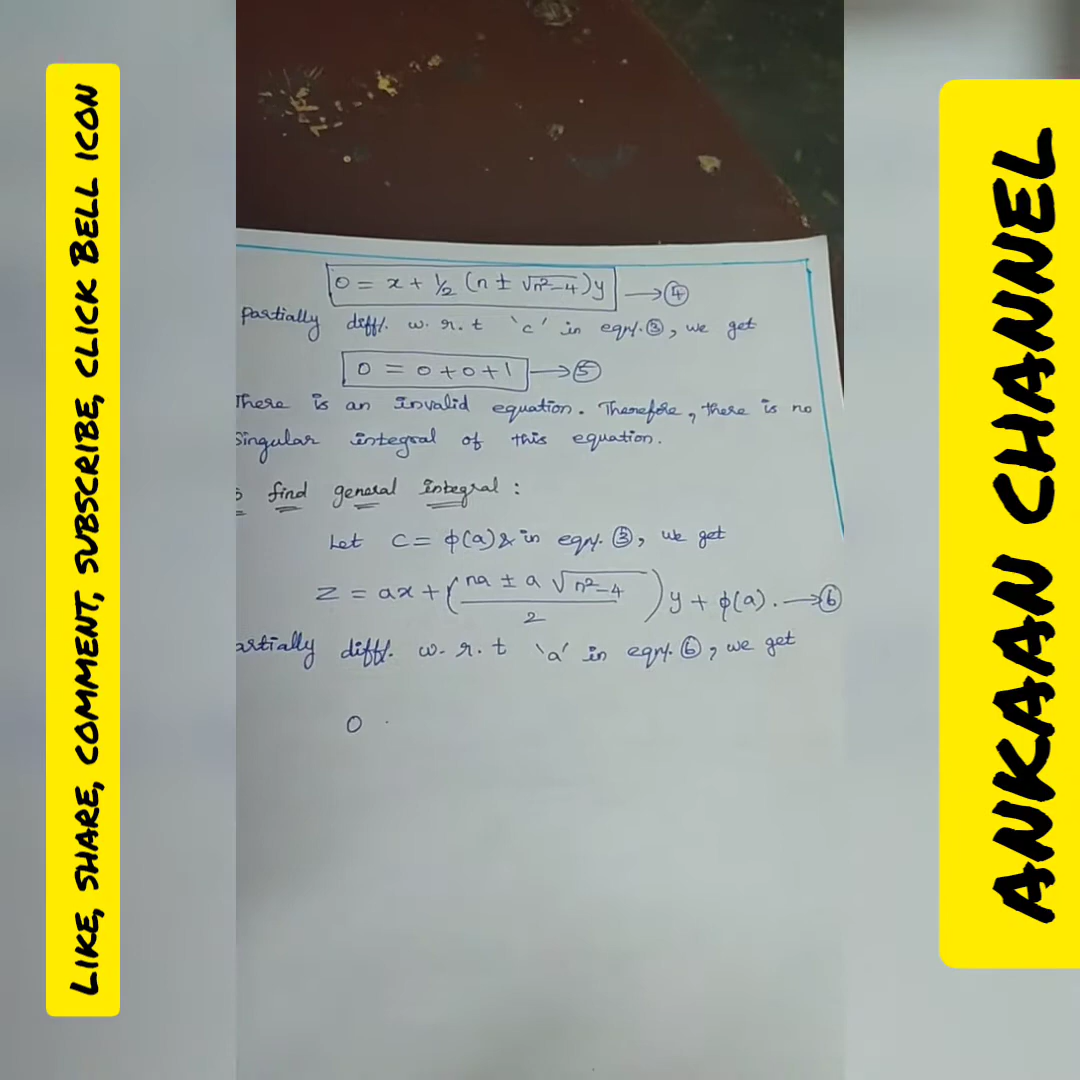 LIKE, SHARE, COMMENT, SUBSCRIBE, CLICK BELL ICON
0 = x + 1/2 (n ± √n²-4) y → ④
Partially diff. w.r.t 'c' in eqn. ③, we get
0 = 0+0+1 → ⑤
There is an invalid equation. Therefore, there is no
Singular integral of this equation.
find general integral :
Let c = φ(a) & in eqn. ③, we get
z = ax + (na ± a √n²-4 / 2) y + φ(a). → ⑥
artially diff. w.r.t 'a' in eqn. ⑥, we get
0
ANKAAN CHANNEL